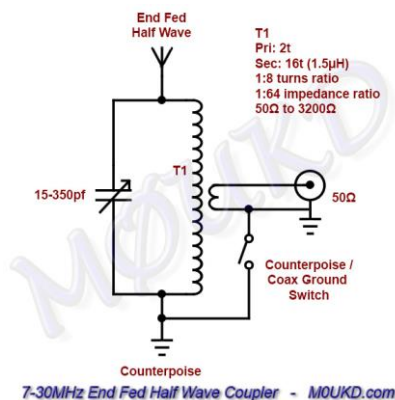 End Fed
Half Wave
T1
Pri: 2t
Sec: 16t (1.5µH)
1:8 turns ratio
1:64 impedance ratio
50Ω to 3200Ω
T1
15-350pf
50Ω
Counterpoise /
Coax Ground
Switch
Counterpoise
M0UKD
7-30MHz End Fed Half Wave Coupler - M0UKD.com